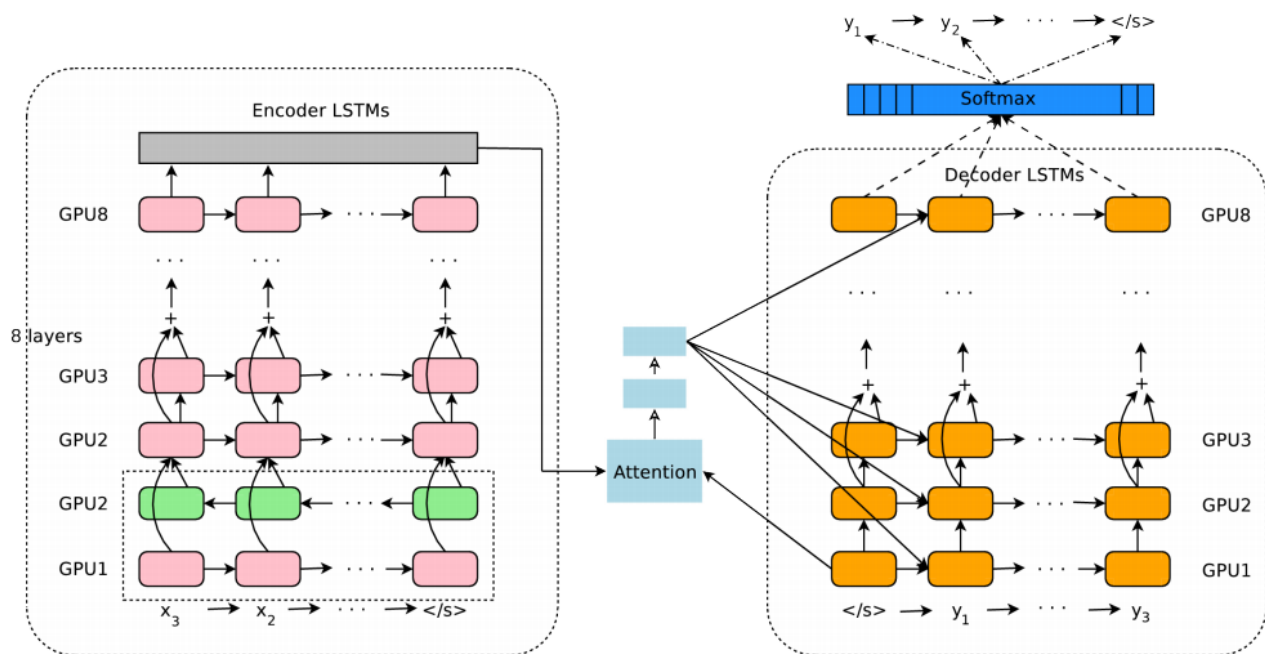 y1 y2 . . . </s>
Softmax
Encoder LSTMs
Decoder LSTMs
GPU8 . . .
. . . GPU8
. . . . . . . . .
. . . . . . . . .
+ + +
8 layers
GPU3 . . .
+ + +
GPU2 . . .
. . . GPU3
Attention
GPU2 . . .
. . . GPU2
GPU1 . . .
. . . GPU1
x3 x2 . . . </s>
</s> y1 . . . y3